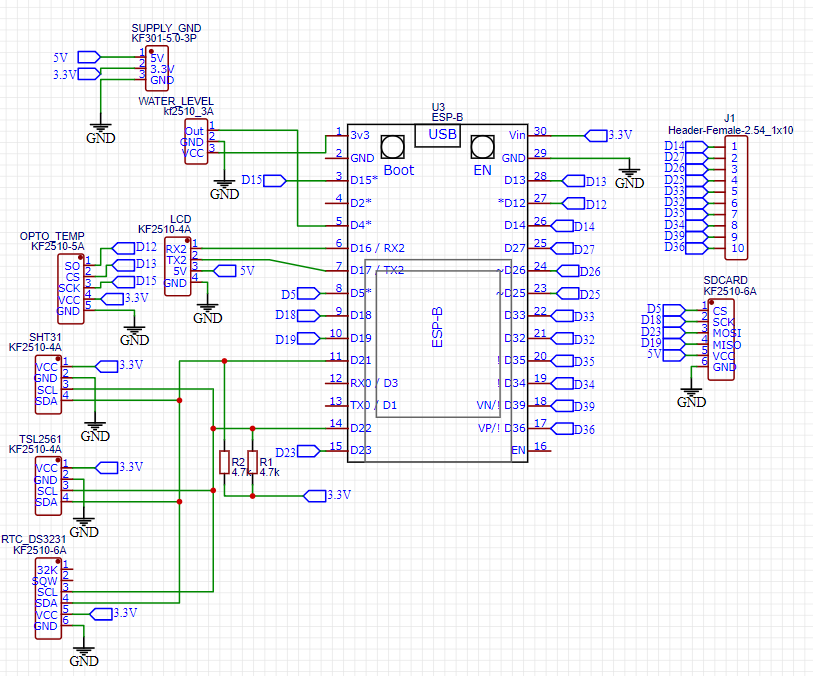 SUPPLY_GND
KF301-5.0-3P
5V
3.3V
1 5V
2 3.3V
3 GND
GND
WATER_LEVEL
kf2510_3A
Out 1
GND 2
VCC 3
GND
D15
LCD
KF2510-4A
RX2 1
TX2 2
5V 3
GND 4
5V
GND
OPTO_TEMP
KF2510-5A
SO 1
CS 2
SCK 3
VCC 4
GND 5
D12
D13
D15
3.3V
GND
SHT31
KF2510-4A
VCC 1
GND 2
SCL 3
SDA 4
3.3V
GND
TSL2561
KF2510-4A
VCC 1
GND 2
SCL 3
SDA 4
3.3V
GND
RTC_DS3231
KF2510-6A
32K 1
SQW 2
SCL 3
SDA 4
VCC 5
GND 6
3.3V
GND
U3
ESP-B
USB
Boot
EN
ESP-B
1 3v3
2 GND
3 D15*
4 D2*
5 D4*
6 D16 / RX2
7 D17 / TX2
8 D5*
9 D18
10 D19
11 D21
12 RX0 / D3
13 TX0 / D1
14 D22
15 D23
D5
D18
D19
D23
R2
4.7k
R1
4.7k
3.3V
Vin 30
GND 29
D13 28
*D12 27
D14 26
D27 25
~D26 24
~D25 23
D33 22
D32 21
! D35 20
! D34 19
VN/! D39 18
VP/! D36 17
EN 16
3.3V
GND
D13
D12
D14
D27
D26
D25
D33
D32
D35
D34
D39
D36
J1
Header-Female-2.54_1x10
D14 1
D27 2
D26 3
D25 4
D33 5
D32 6
D35 7
D34 8
D39 9
D36 10
SDCARD
KF2510-6A
D5 1 CS
D18 2 SCK
D23 3 MOSI
D19 4 MISO
5V 5 VCC
6 GND
GND